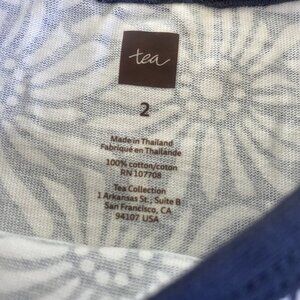 tea
2
Made in Thailand
Fabriqué en Thaïlande
100% cotton/coton
RN 107708
Tea Collection
1 Arkansas St., Suite B
San Francisco, CA
94107 USA